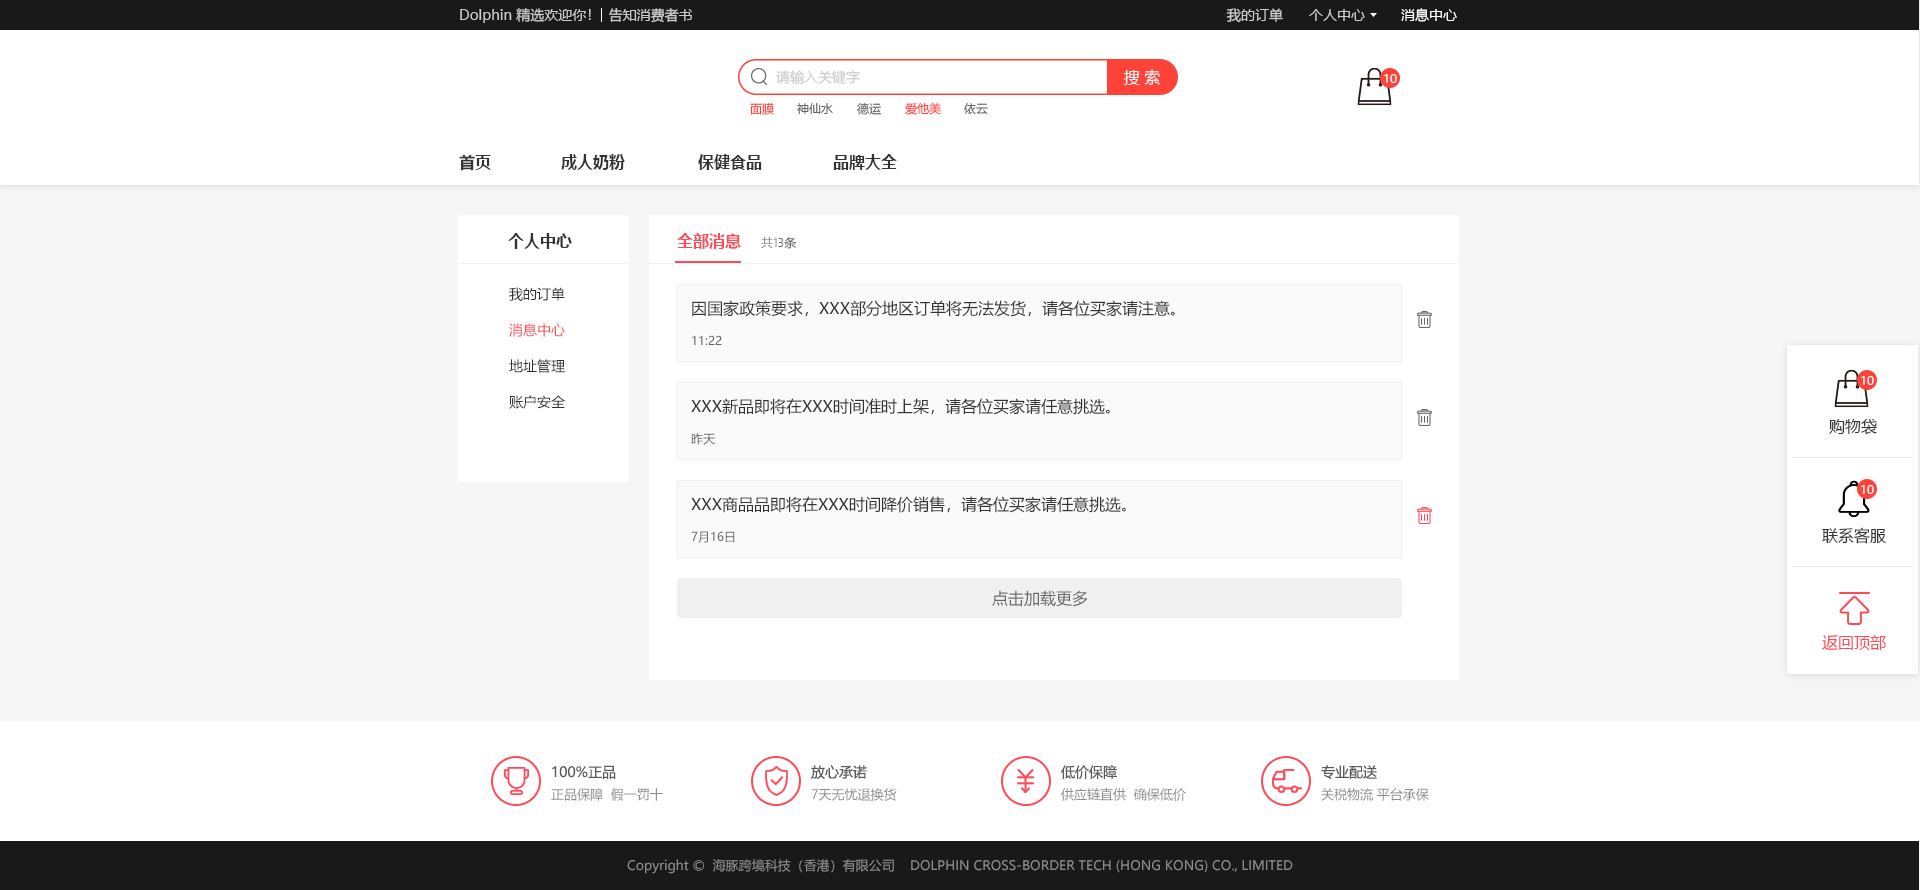 Dolphin 精选欢迎你！| 告知消费者书
我的订单 个人中心 消息中心
请输入关键字 搜 索
10
面膜 神仙水 德运 爱他美 依云
首页 成人奶粉 保健食品 品牌大全
个人中心
我的订单
消息中心
地址管理
账户安全
全部消息 共13条
因国家政策要求，XXX部分地区订单将无法发货，请各位买家请注意。
11:22
XXX新品即将在XXX时间准时上架，请各位买家请任意挑选。
昨天
XXX商品品即将在XXX时间降价销售，请各位买家请任意挑选。
7月16日
点击加载更多
10
购物袋
10
联系客服
返回顶部
100%正品
正品保障 假一罚十
放心承诺
7天无忧退换货
低价保障
供应链直供 确保低价
专业配送
关税物流 平台承保
Copyright © 海豚跨境科技（香港）有限公司 DOLPHIN CROSS-BORDER TECH (HONG KONG) CO., LIMITED